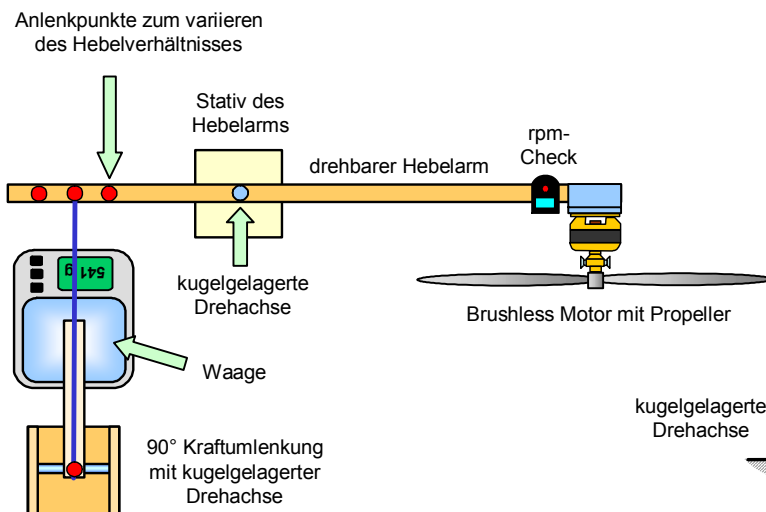 Anlenkpunkte zum variieren
des Hebelverhältnisses
Stativ des
Hebelarms
rpm-
Check
drehbarer Hebelarm
541 g
kugelgelagerte
Drehachse
Brushless Motor mit Propeller
Waage
kugelgelagerte
Drehachse
90° Kraftumlenkung
mit kugelgelagerter
Drehachse